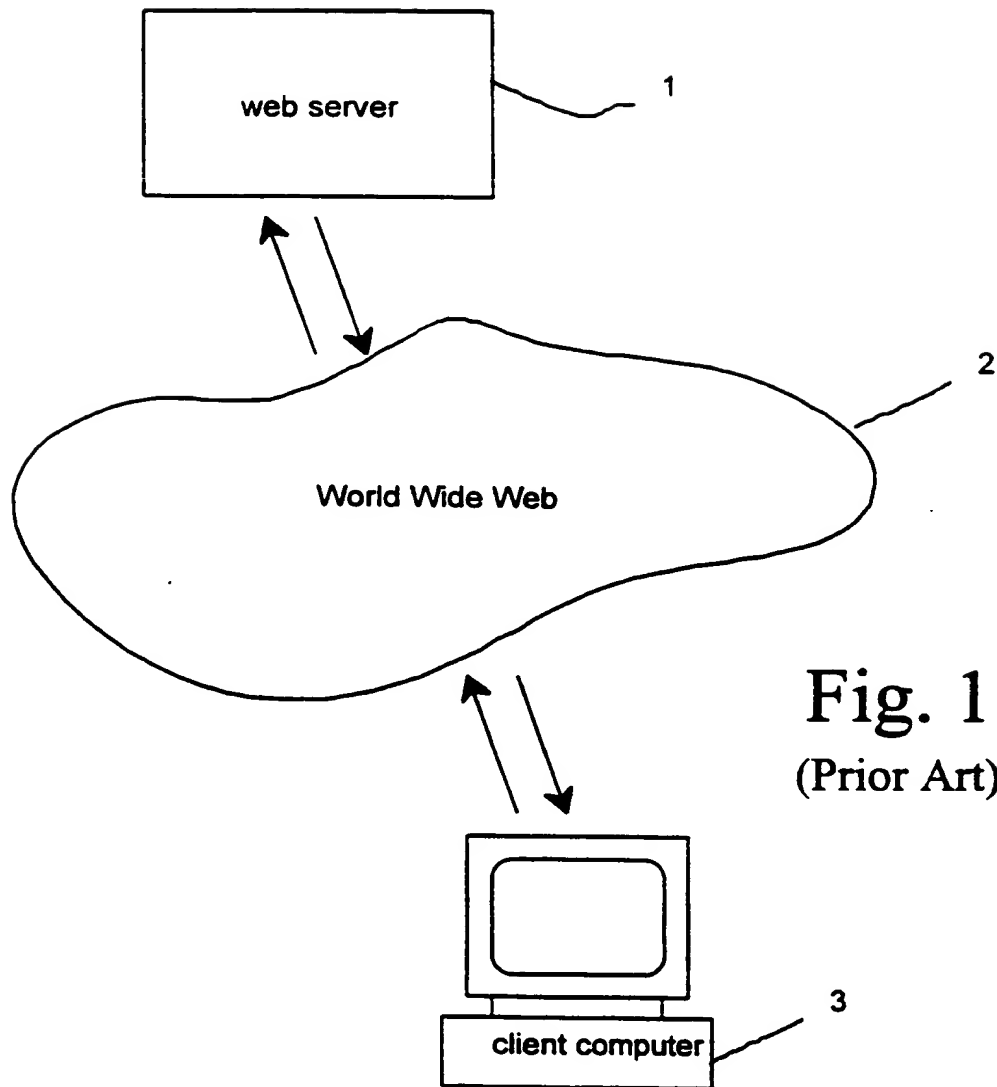 web server
1
2
World Wide Web
Fig. 1
(Prior Art)
3
client computer